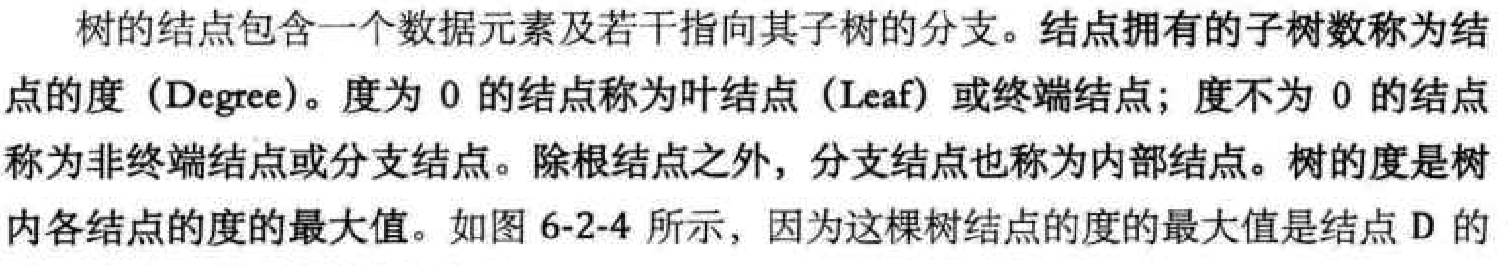 树的结点包含一个数据元素及若干指向其子树的分支。结点拥有的子树数称为结
点的度（Degree）。度为 0 的结点称为叶结点（Leaf）或终端结点；度不为 0 的结点
称为非终端结点或分支结点。除根结点之外，分支结点也称为内部结点。树的度是树
内各结点的度的最大值。如图 6-2-4 所示，因为这棵树结点的度的最大值是结点 D 的